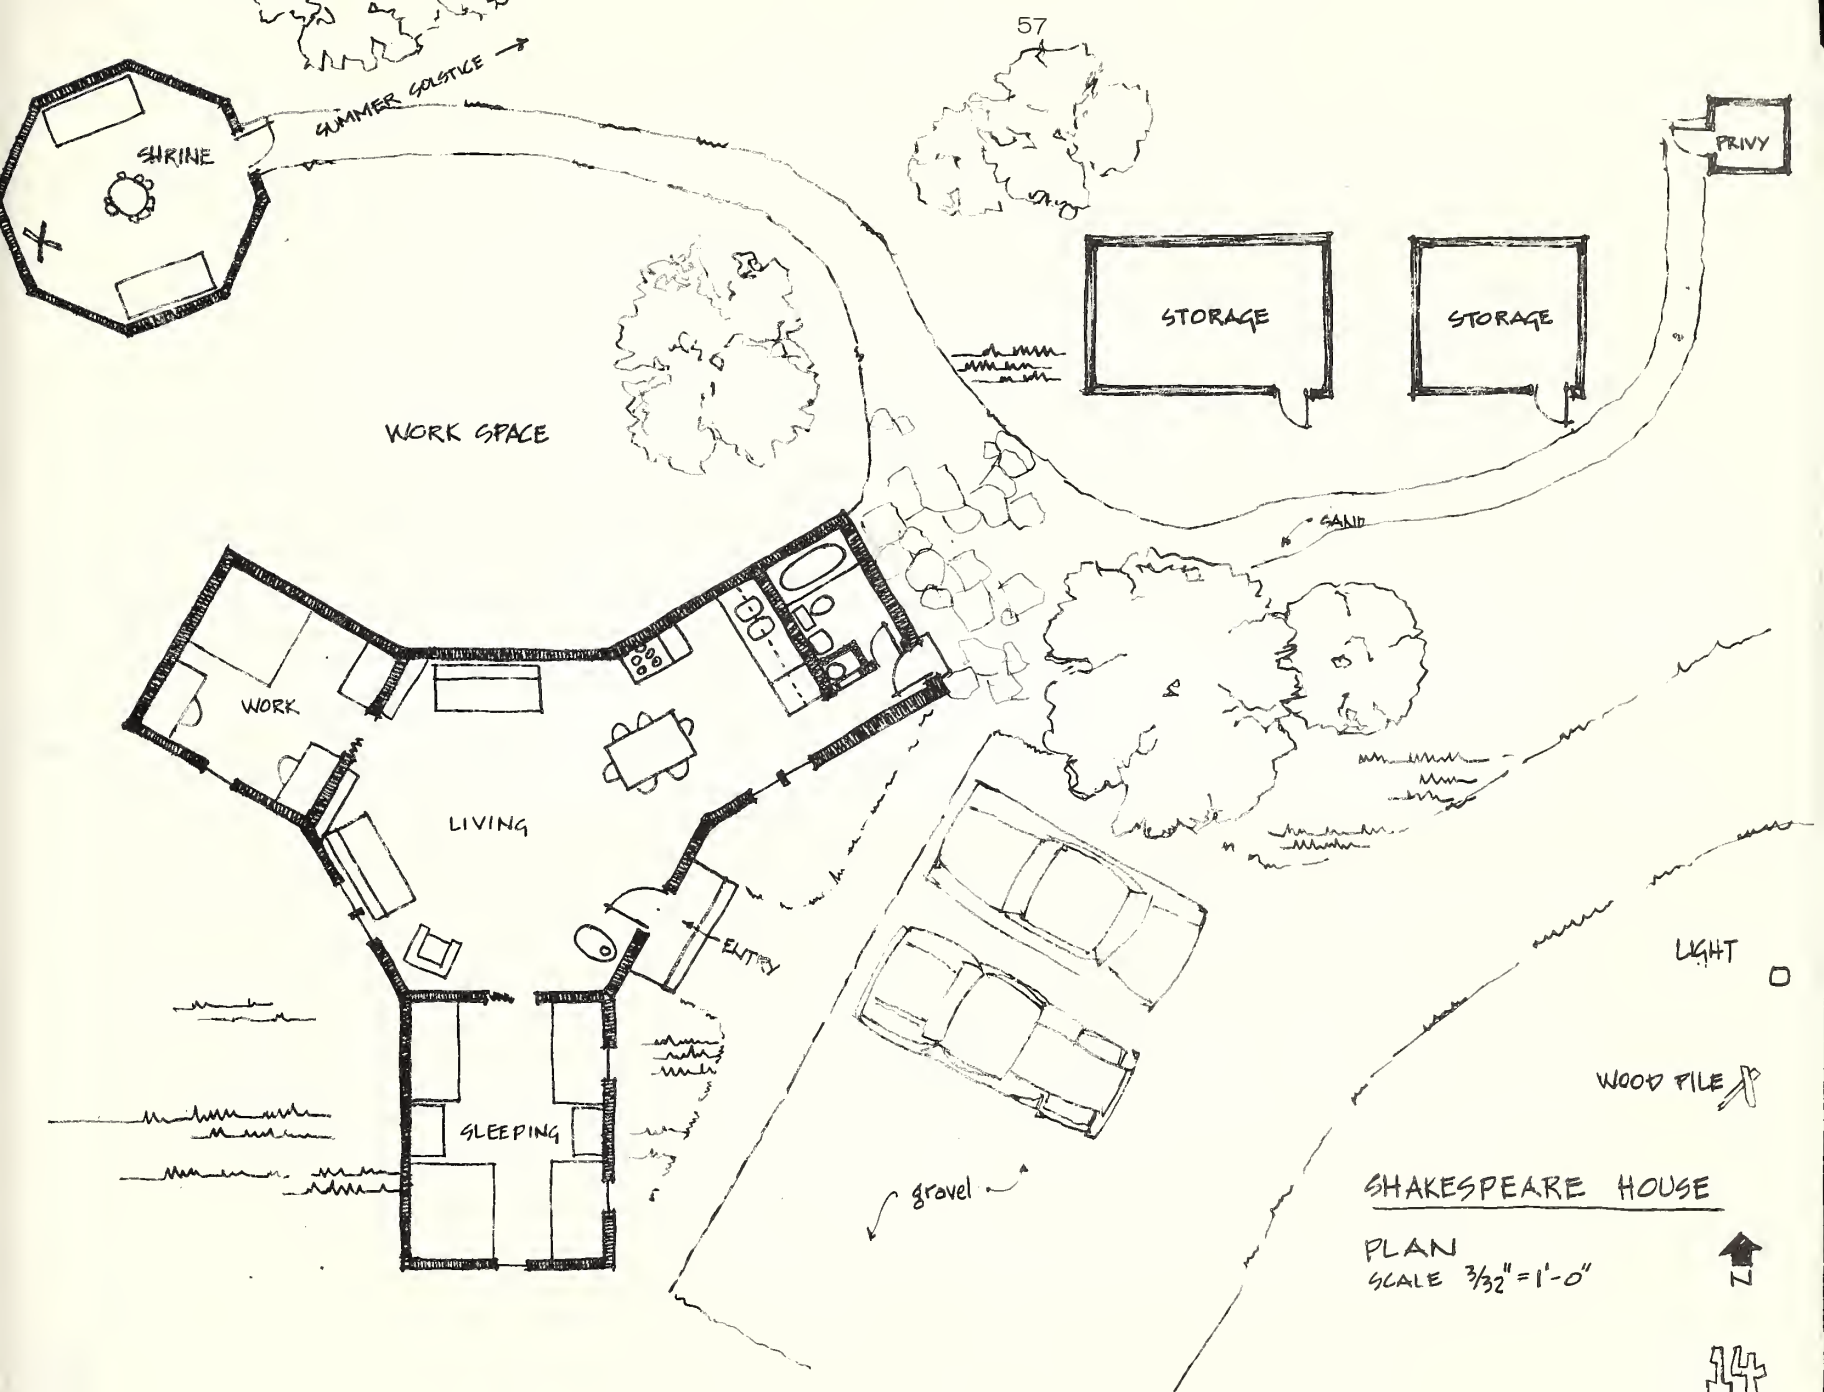 57
SUMMER SOLSTICE
SHRINE
PRIVY
STORAGE
STORAGE
WORK SPACE
SAND
WORK
LIVING
ENTRY
LIGHT
WOOD PILE
SLEEPING
gravel
SHAKESPEARE HOUSE
PLAN
SCALE 3/32" = 1'-0"
N
14